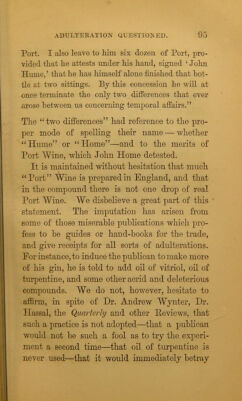 ADULTERATION QUESTIONED. 95
Port. I also leave to him six dozen of Port, pro-
vided that he attests under his hand, signed ‘John
Hume,’ that he has himself alone finished that bot-
tle at two sittings. By this concession he will at
once terminate the only two differences that ever
arose between us concerning temporal affairs.”
The “two differences” had reference to the pro-
per mode of spelling their name — whether
“Hume” or “Home”—and to the merits of
Port Wine, which John Home detested.
It is maintained without hesitation that much
“Port” Wine is prepared in England, and that
in the compound there is not one drop of real
Port Wine. We disbelieve a great part of this
statement. The imputation has arisen from
some of those miserable publications which pro-
fess to be guides or hand-books for the trade,
and give receipts for all sorts of adulterations.
For instance, to induce the publican to make more
of his gin, he is told to add oil of vitriol, oil of
turpentine, and some other acrid and deleterious
compounds. We do not, however, hesitate to
affirm, in spite of Dr. Andrew Wynter, Dr.
Hassal, the Quarterly and other Reviews, that
such a practice is not adopted—that a publican
would not be such a fool as to try the experi-
ment a second time—that oil of turpentine is
never used—that it would immediately betray